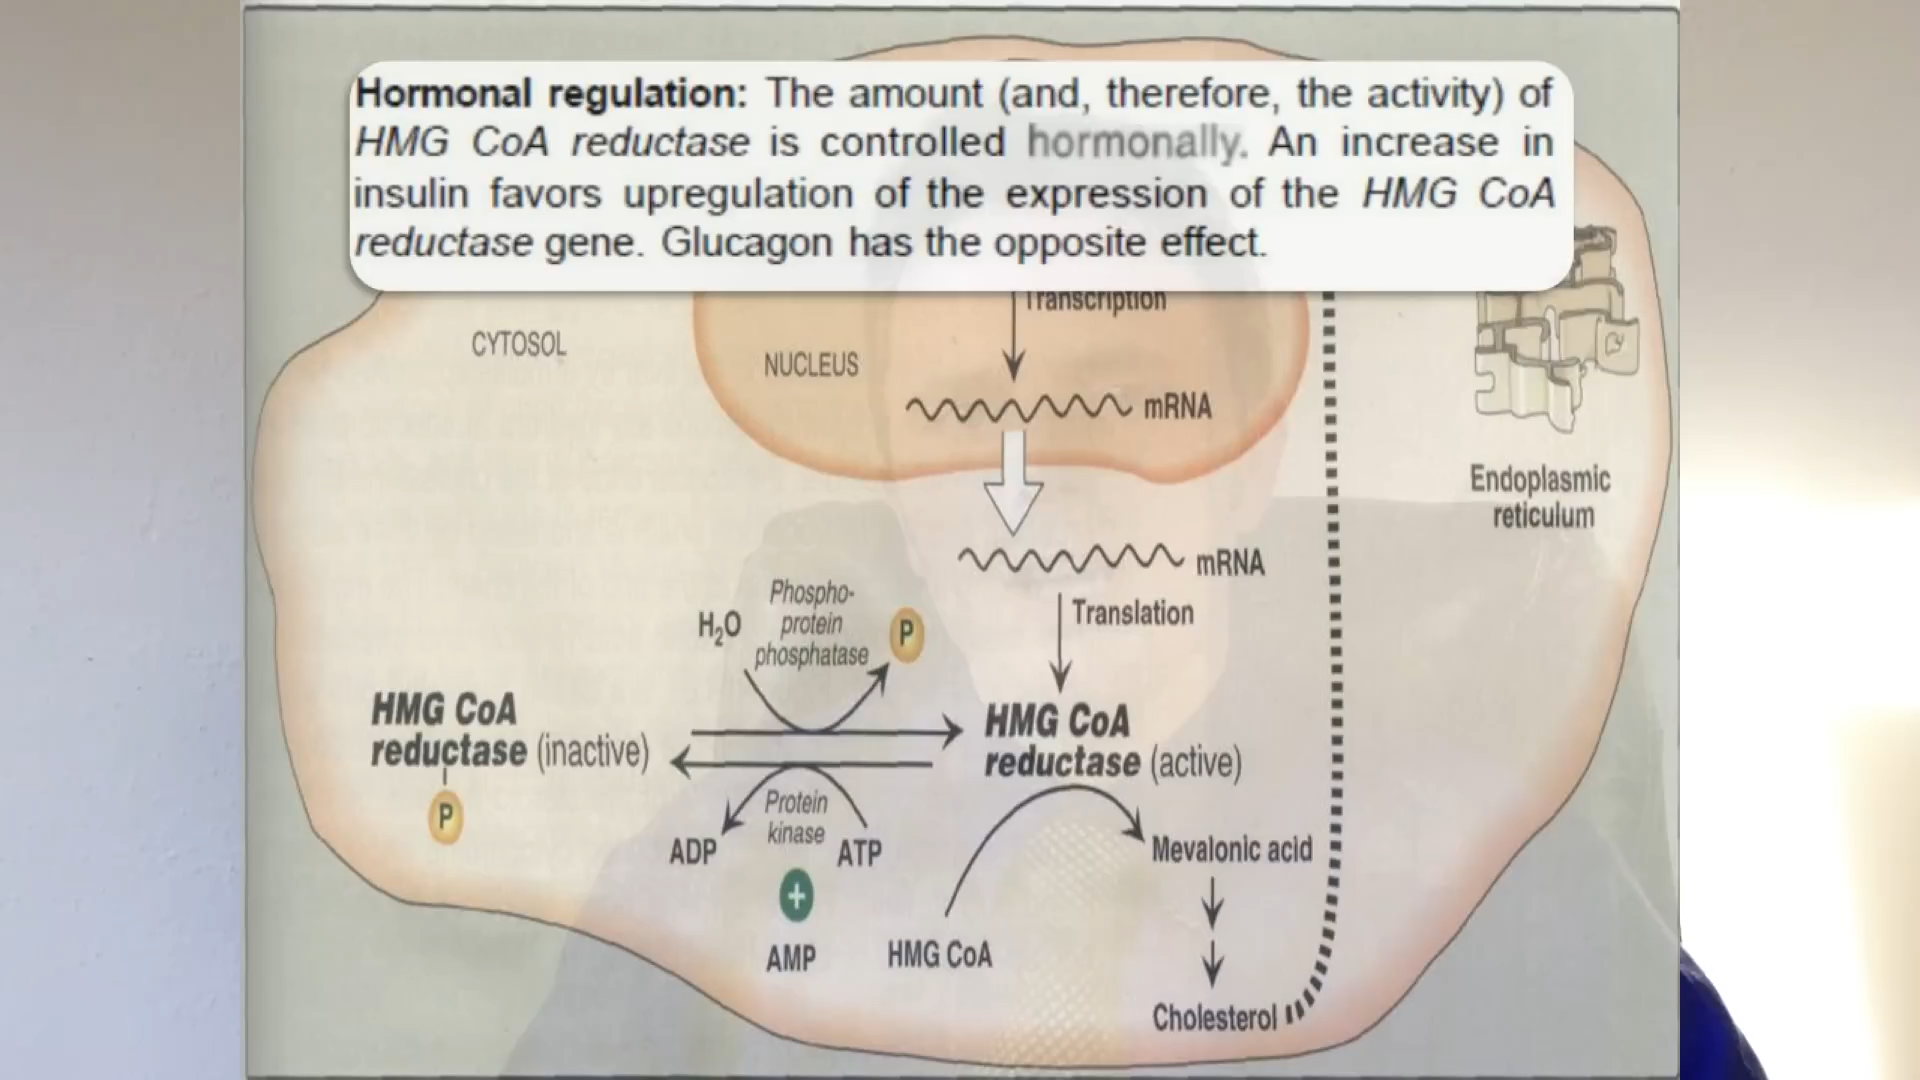 Hormonal regulation: The amount (and, therefore, the activity) of
HMG CoA reductase is controlled hormonally. An increase in
insulin favors upregulation of the expression of the HMG CoA
reductase gene. Glucagon has the opposite effect.
Transcription
CYTOSOL
NUCLEUS
mRNA
Endoplasmic
reticulum
mRNA
Translation
H₂O
Phospho-
protein
phosphatase
P
HMG CoA
reductase (inactive)
P
HMG CoA
reductase (active)
Protein
kinase
ADP
ATP
+
AMP
HMG CoA
Mevalonic acid
Cholesterol